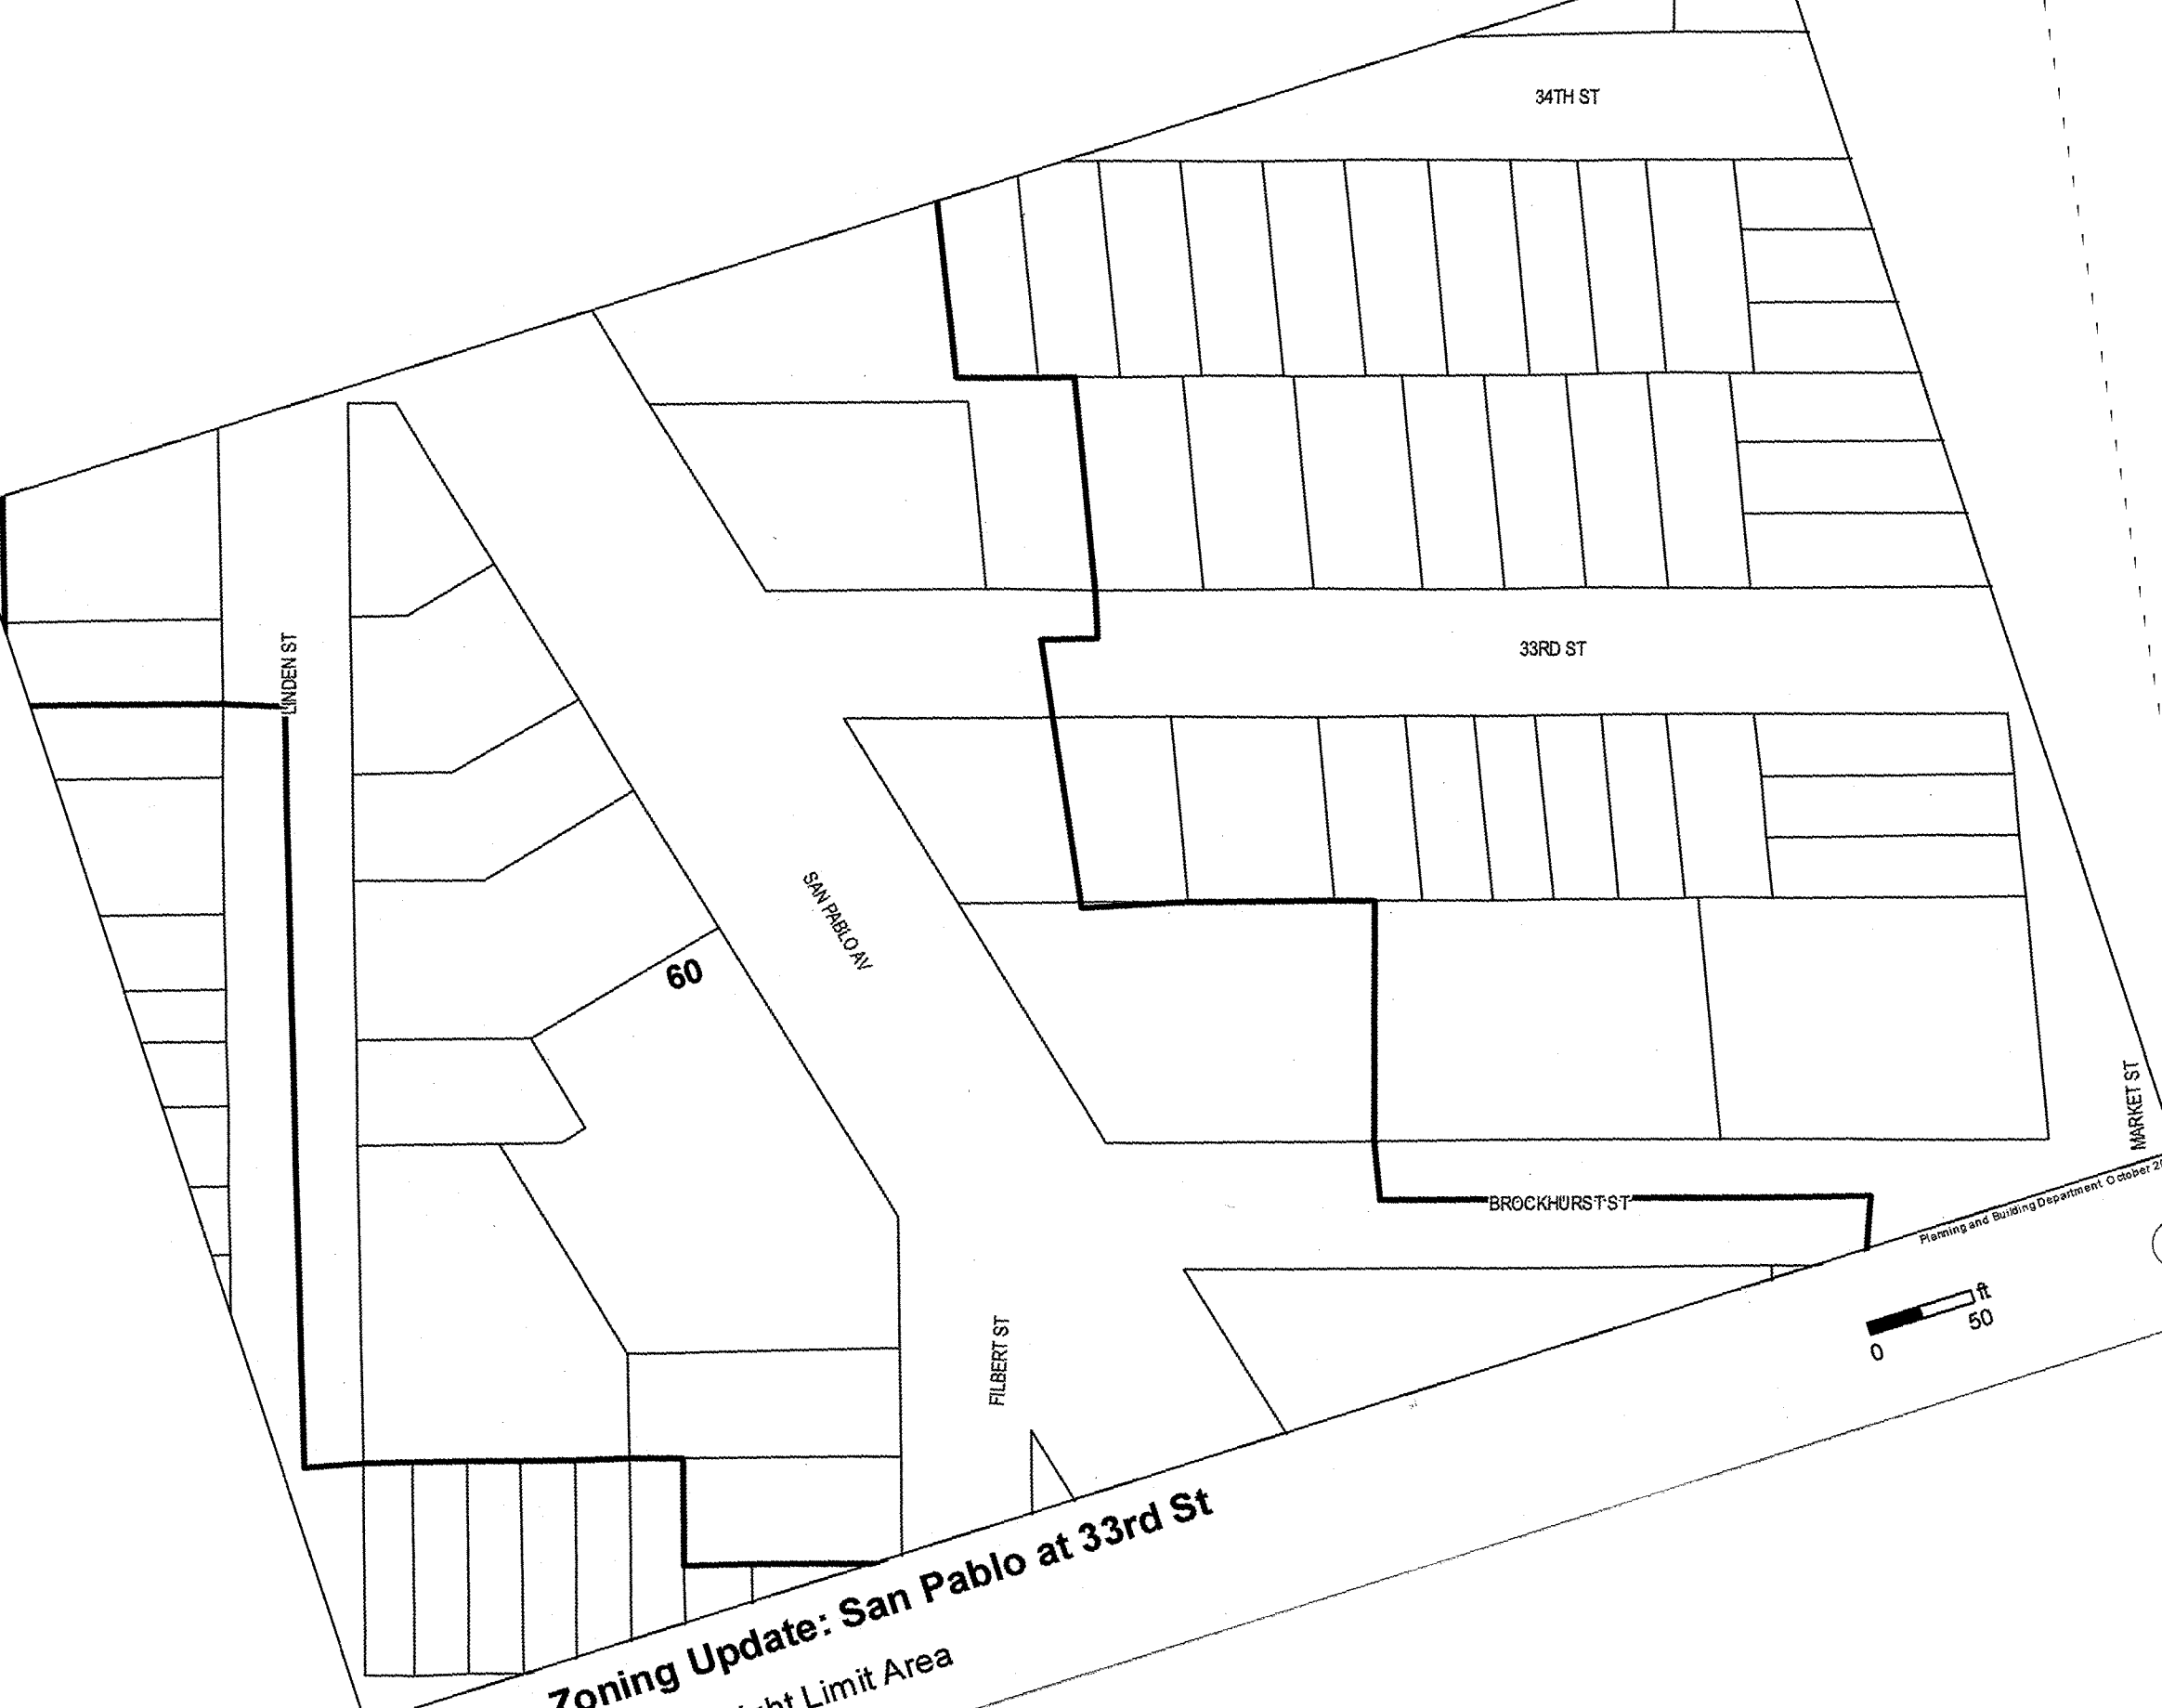 34TH ST
LINDEN ST
33RD ST
SAN PABLO AV
60
MARKET ST
BROCKHURST ST
Planning and Building Department October
FILBERT ST
ft
0 50
Zoning Update: San Pablo at 33rd St
Limit Area